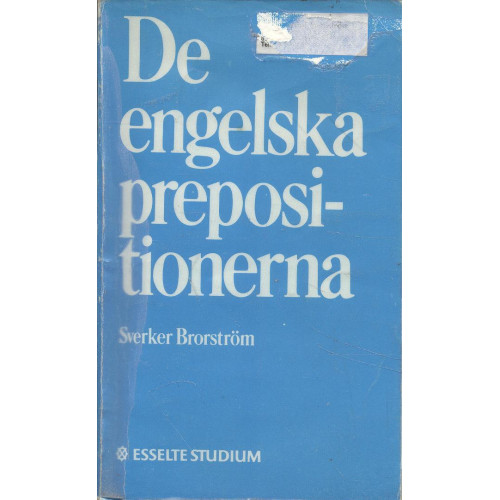 De
engelska
preposi-
tionerna
Sverker Brorström
ESSELTE STUDIUM